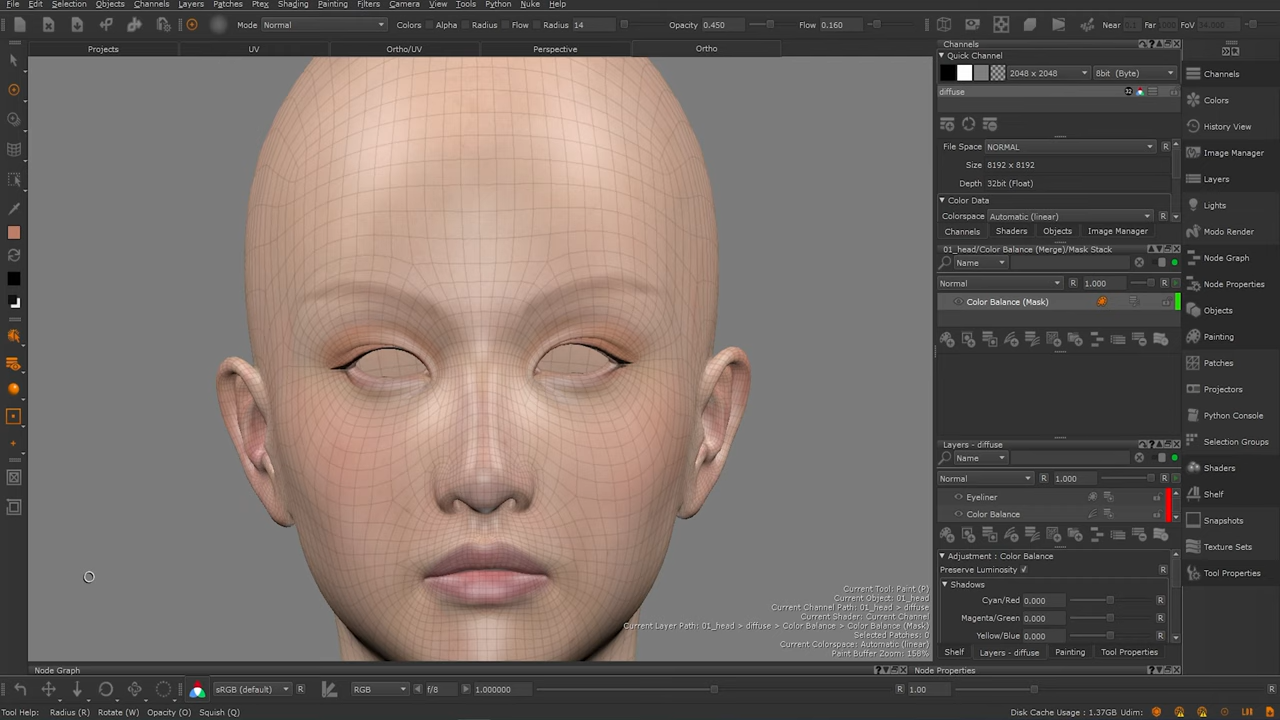 File Edit Selection Objects Channels Layers Patches Ptex Shading Painting Filters Camera View Tools Python Nuke Help
Mode Normal Colors Alpha Radius Flow Radius 14 Opacity 0.450 Flow 0.160 Near Far FoV
Projects UV Ortho/UV Perspective Ortho
Channels
Quick Channel
2048 x 2048 8bit (Byte)
diffuse
File Space NORMAL R
Size 8192 x 8192
Depth 32bit (Float)
Color Data
Colorspace Automatic (linear) R
Channels Shaders Objects Image Manager
01_head/Color Balance (Merge)/Mask Stack
Name
Normal R 1.000 R
Color Balance (Mask)
Layers - diffuse
Name
Normal R 1.000 R
Eyeliner
Color Balance
Adjustment : Color Balance
Preserve Luminosity R
Shadows
Cyan/Red 0.000 R
Magenta/Green 0.000 R
Yellow/Blue 0.000 R
Shelf Layers - diffuse Painting Tool Properties
Channels
Colors
History View
Image Manager
Layers
Lights
Modo Render
Node Graph
Node Properties
Objects
Painting
Patches
Projectors
Python Console
Selection Groups
Shaders
Shelf
Snapshots
Texture Sets
Tool Properties
Current Tool: Paint (P)
Current Object: 01_head
Current Channel Path: 01_head > diffuse
Current Shader: Current Channel
Current Layer Path: 01_head > diffuse > Color Balance > Color Balance (Mask)
Selected Patches: 0
Current Colorspace: Automatic (linear)
Paint Buffer Zoom: 158%
Node Graph Node Properties
sRGB (default) R RGB f/8 1.000000 R 1.00 R
Tool Help: Radius (R) Rotate (W) Opacity (O) Squish (Q) Disk Cache Usage: 1.37GB Udim: